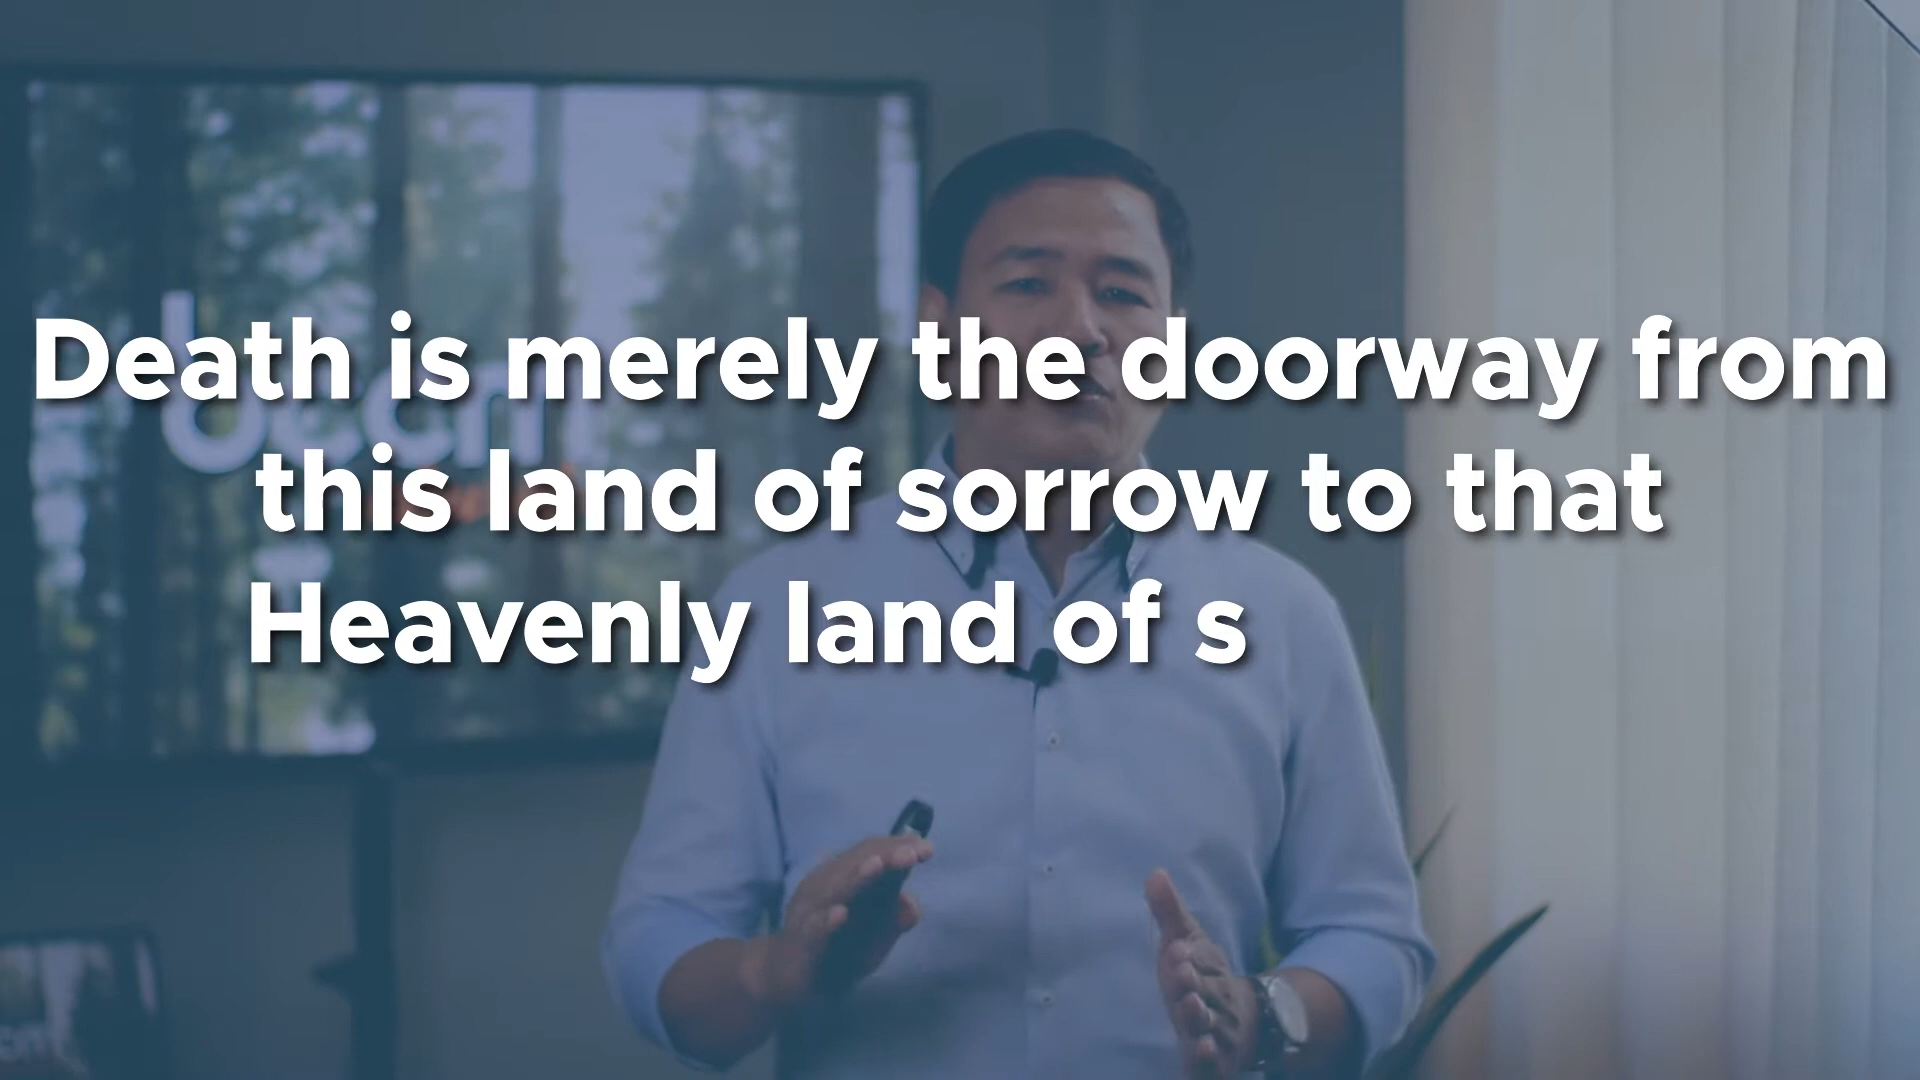 Death is merely the doorway from
this land of sorrow to that
Heavenly land of s